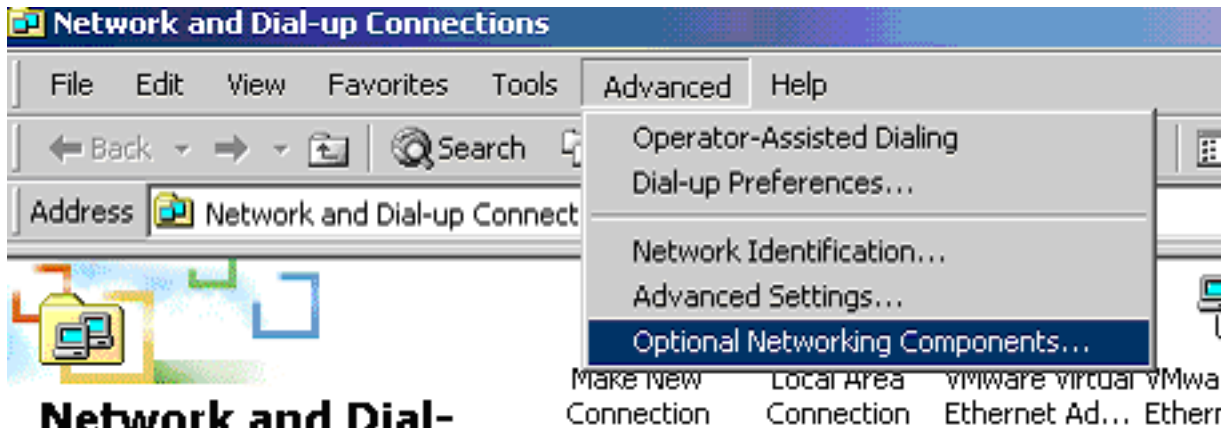 Network and Dial-up Connections
File Edit View Favorites Tools Advanced Help
Back Search
Operator-Assisted Dialing
Dial-up Preferences...
Address Network and Dial-up Connect
Network Identification...
Advanced Settings...
Optional Networking Components...
Network and Dial-
Make New Connection
Local Area Connection
VMware Virtual Ethernet Ad...
VMwa
Ethern